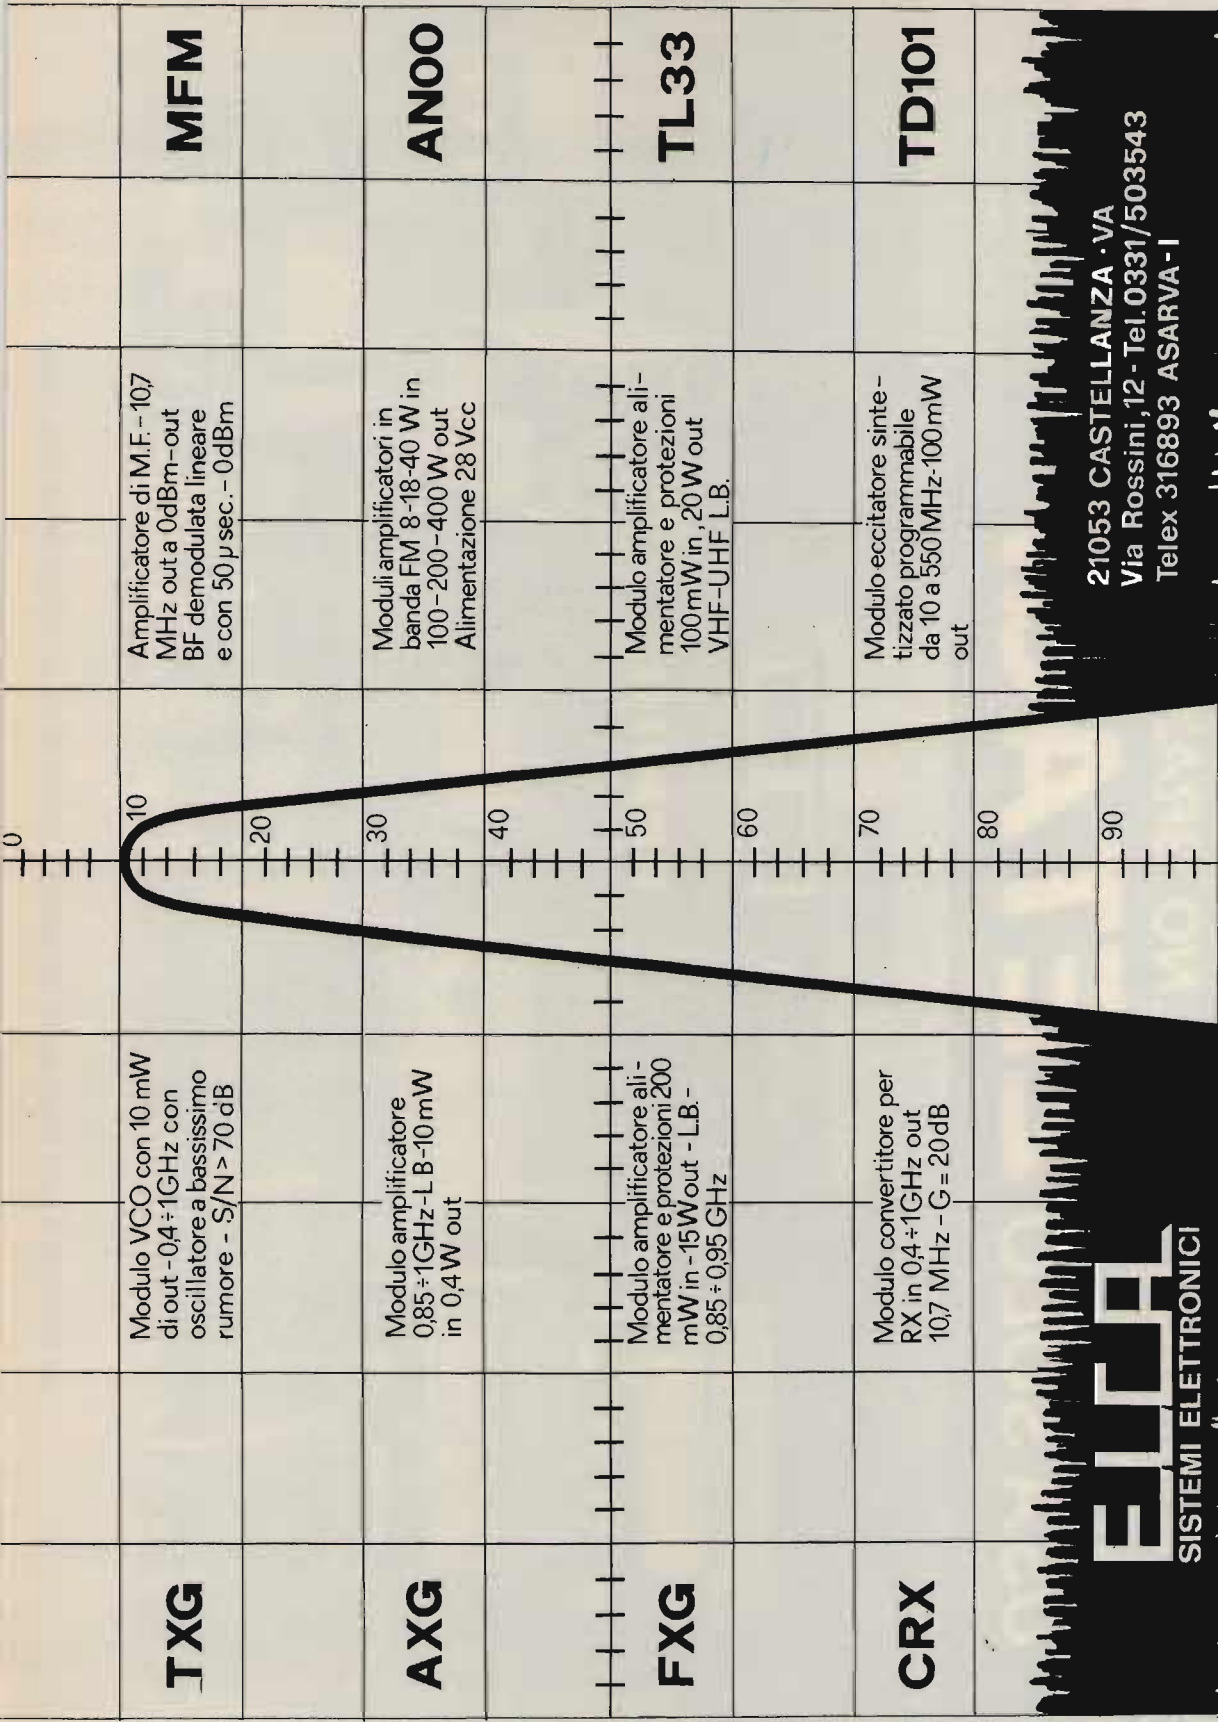 TXG
Modulo VCO con 10 mW
di out - 0,4÷1GHz con
oscillatore a bassissimo
rumore - S/N > 70 dB
AXG
Modulo amplificatore
0,85÷1GHz - L B - 10 mW
in 0,4 W out
FXG
Modulo amplificatore ali-
mentatore e protezioni 200
mW in - 15 W out - L.B. -
0,85÷0,95 GHz
CRX
Modulo convertitore per
RX in 0,4÷1GHz out
10,7 MHz - G = 20 dB
0
10
20
30
40
50
60
70
80
90
Amplificatore di M.F. - 10,7
MHz out a 0dBm - out
BF demodulata lineare
e con 50 µ sec. - 0dBm
MFM
Moduli amplificatori in
banda FM 8-18-40 W in
100-200-400 W out
Alimentazione 28 Vcc
AN00
Modulo amplificatore ali-
mentatore e protezioni
100 mW in, 20 W out
VHF-UHF L.B.
TL33
Modulo eccitatore sinte-
tizzato programmabile
da 10 a 550 MHz - 100 mW
out
TD101
ELCA
SISTEMI ELETTRONICI
21053 CASTELLANZA · VA
Via Rossini, 12 - Tel. 0331/503543
Telex 316893 ASARVA - I